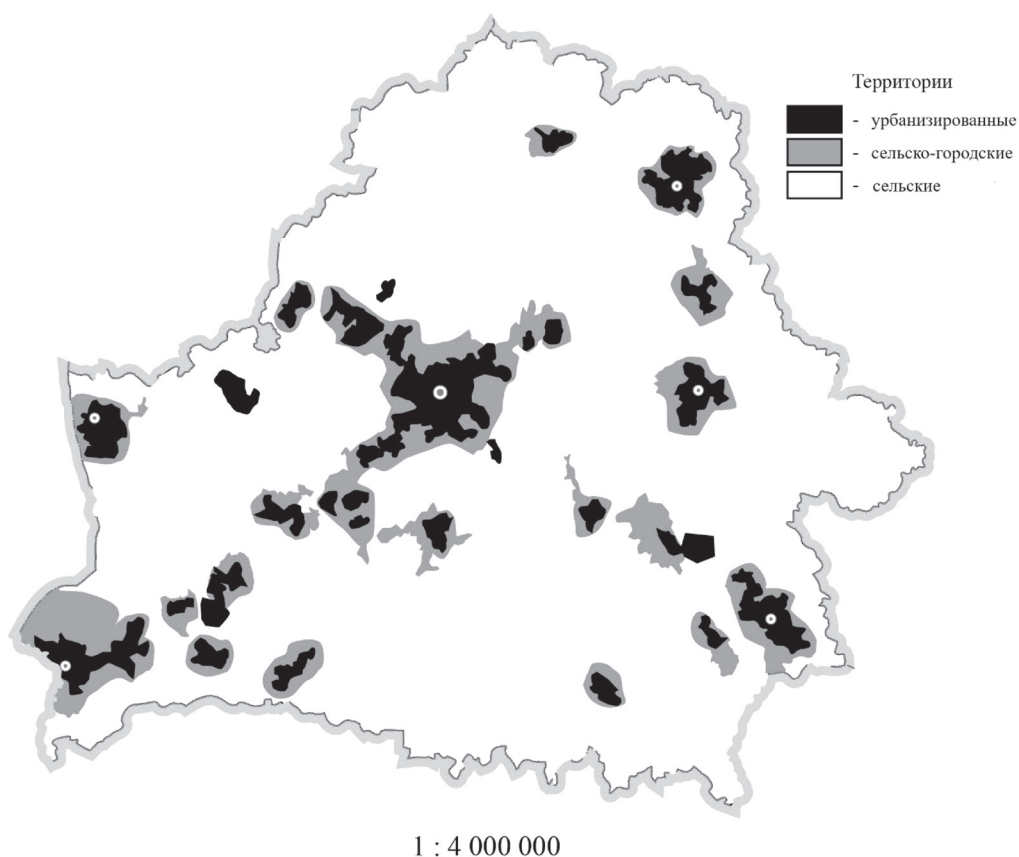 Территории
- урбанизированные
- сельско-городские
- сельские
1 : 4 000 000